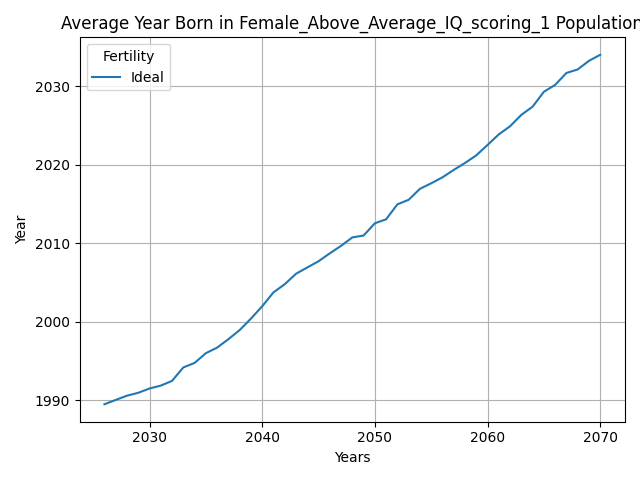 Average Year Born in Female_Above_Average_IQ_scoring_1 Population
Fertility
Ideal
Year
2030
2020
2010
2000
1990
2030 2040 2050 2060 2070
Years